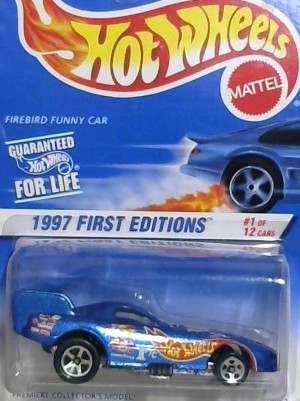 HOT WHEELS
MATTEL
FIREBIRD FUNNY CAR
GUARANTEED
Hot Wheels
FOR LIFE
1997 FIRST EDITIONS™
#1 OF
12 CARS
Hot Wheels
PREMIERE COLLECTOR'S MODEL!